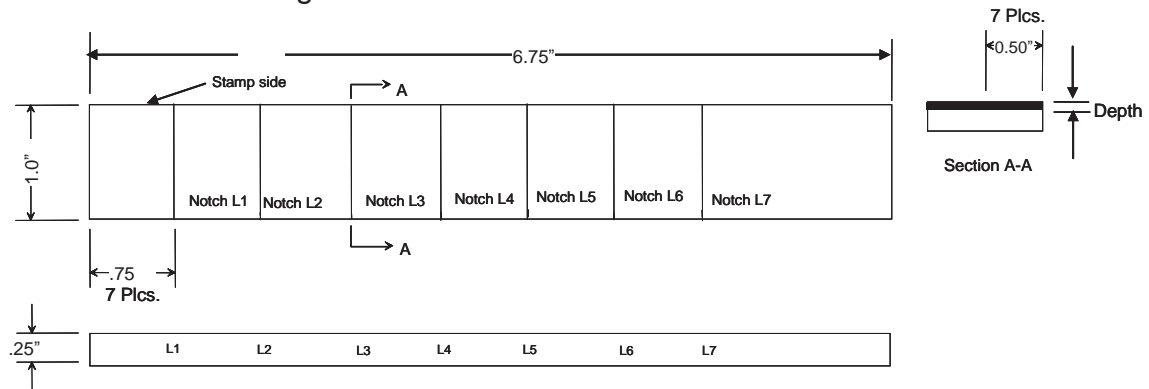 7 Plcs.
0.50"
6.75"
Stamp side
A
Depth
1.0"
Section A-A
Notch L1
Notch L2
Notch L3
Notch L4
Notch L5
Notch L6
Notch L7
A
.75
7 Plcs.
.25"
L1
L2
L3
L4
L5
L6
L7